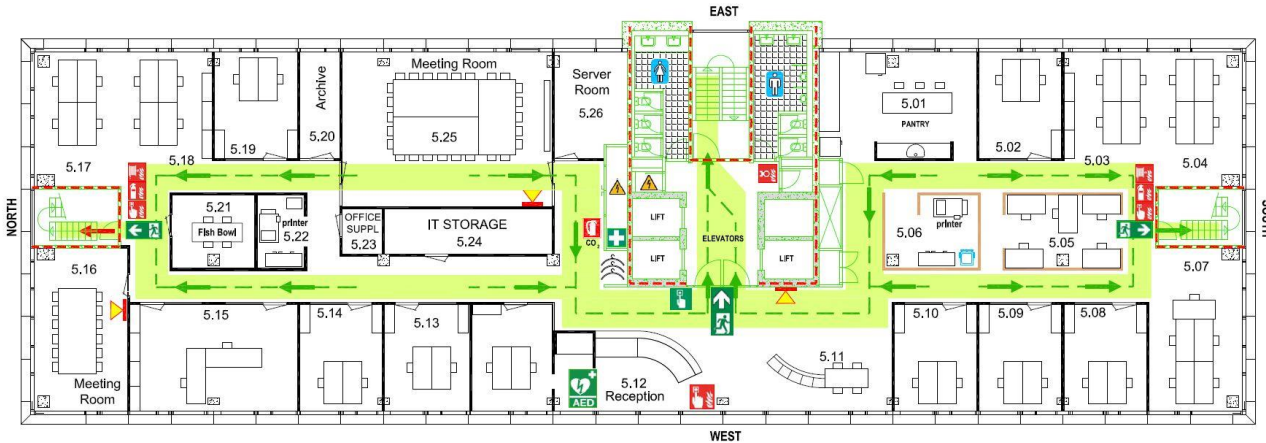 EAST
Meeting Room
Server
Room
5.26
Archive
5.20
5.25
5.01
PANTRY
5.17
5.18
5.19
5.02
5.03
5.04
NORTH
SOUTH
5.21
Fish Bowl
printer
5.22
OFFICE
SUPPL
5.23
IT STORAGE
5.24
CO2
LIFT
LIFT
ELEVATORS
LIFT
LIFT
5.06
printer
5.05
5.07
5.16
5.15
5.14
5.13
5.10
5.09
5.08
Meeting
Room
AED
5.12
Reception
5.11
WEST